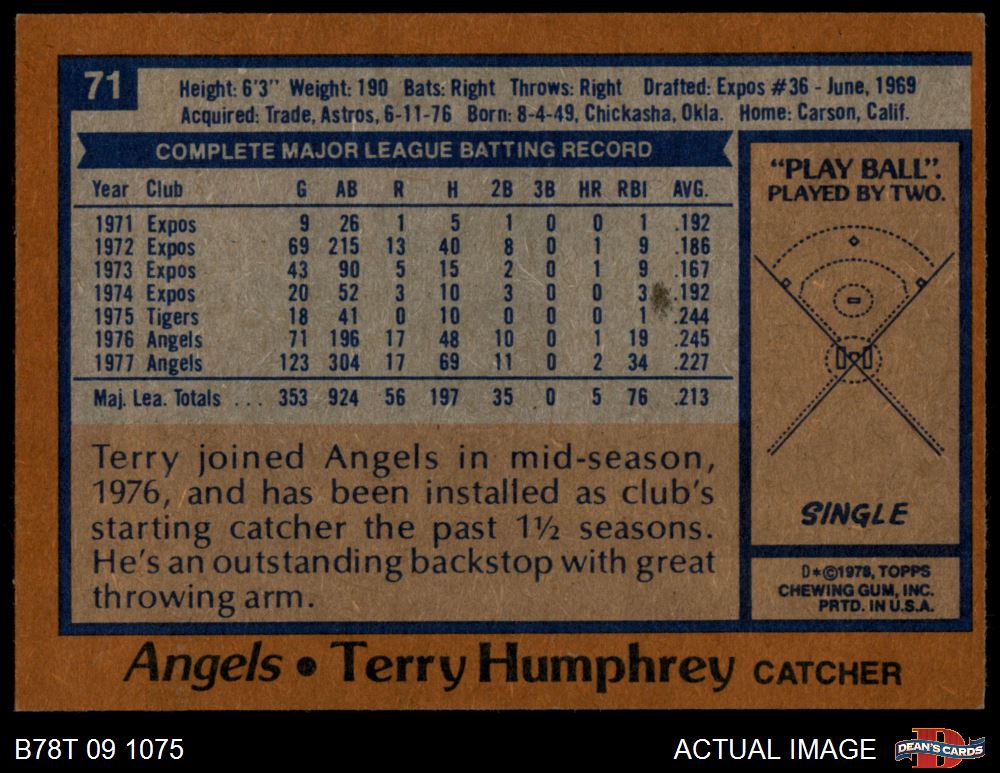 71
Height: 6'3" Weight: 190 Bats: Right Throws: Right Drafted: Expos #36 - June, 1969
Acquired: Trade, Astros, 6-11-76 Born: 8-4-49, Chickasha, Okla. Home: Carson, Calif.
COMPLETE MAJOR LEAGUE BATTING RECORD
Year Club G AB R H 2B 3B HR RBI AVG.
1971 Expos 9 26 1 5 1 0 0 1 .192
1972 Expos 69 215 13 40 8 0 1 9 .186
1973 Expos 43 90 5 15 2 0 1 9 .167
1974 Expos 20 52 3 10 3 0 0 3 .192
1975 Tigers 18 41 0 10 0 0 0 1 .244
1976 Angels 71 196 17 48 10 0 1 19 .245
1977 Angels 123 304 17 69 11 0 2 34 .227
Maj. Lea. Totals ... 353 924 56 197 35 0 5 76 .213
Terry joined Angels in mid-season,
1976, and has been installed as club's
starting catcher the past 1½ seasons.
He's an outstanding backstop with great
throwing arm.
"PLAY BALL".
PLAYED BY TWO.
SINGLE
D*©1978, TOPPS
CHEWING GUM, INC.
PRTD. IN U.S.A.
Angels • Terry Humphrey CATCHER
B78T 09 1075
ACTUAL IMAGE
DEAN'S CARDS